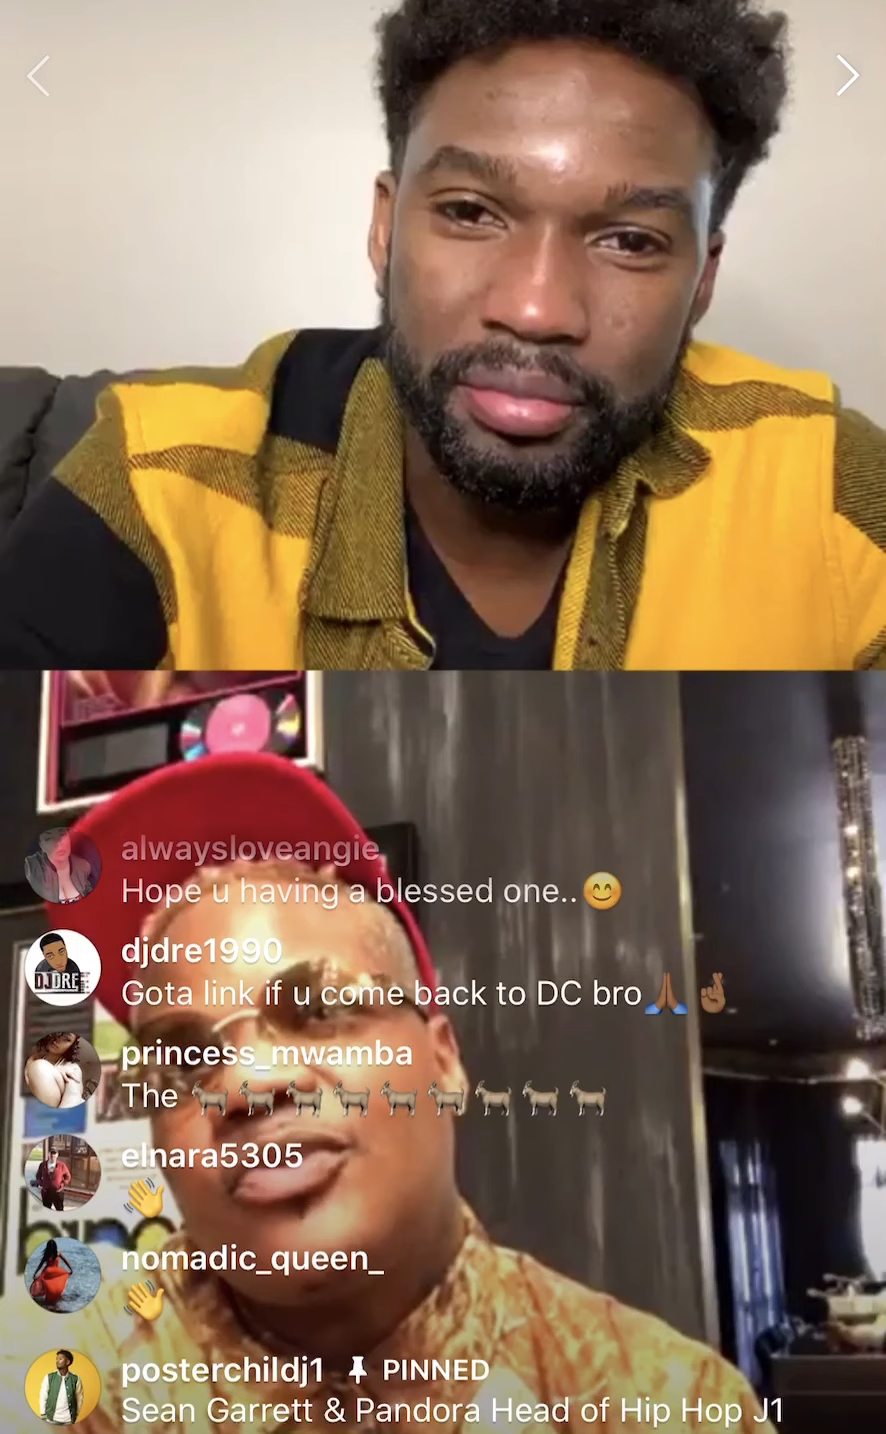 alwaysloveangie
Hope u having a blessed one..😊
djdre1990
DJDRE
Gota link if u come back to DC bro🙏🏾🤞🏾
princess_mwamba
The 🐐🐐🐐🐐🐐🐐🐐🐐🐐
elnara5305
👋
nomadic_queen_
👋
posterchildj1 📌 PINNED
Sean Garrett & Pandora Head of Hip Hop J1